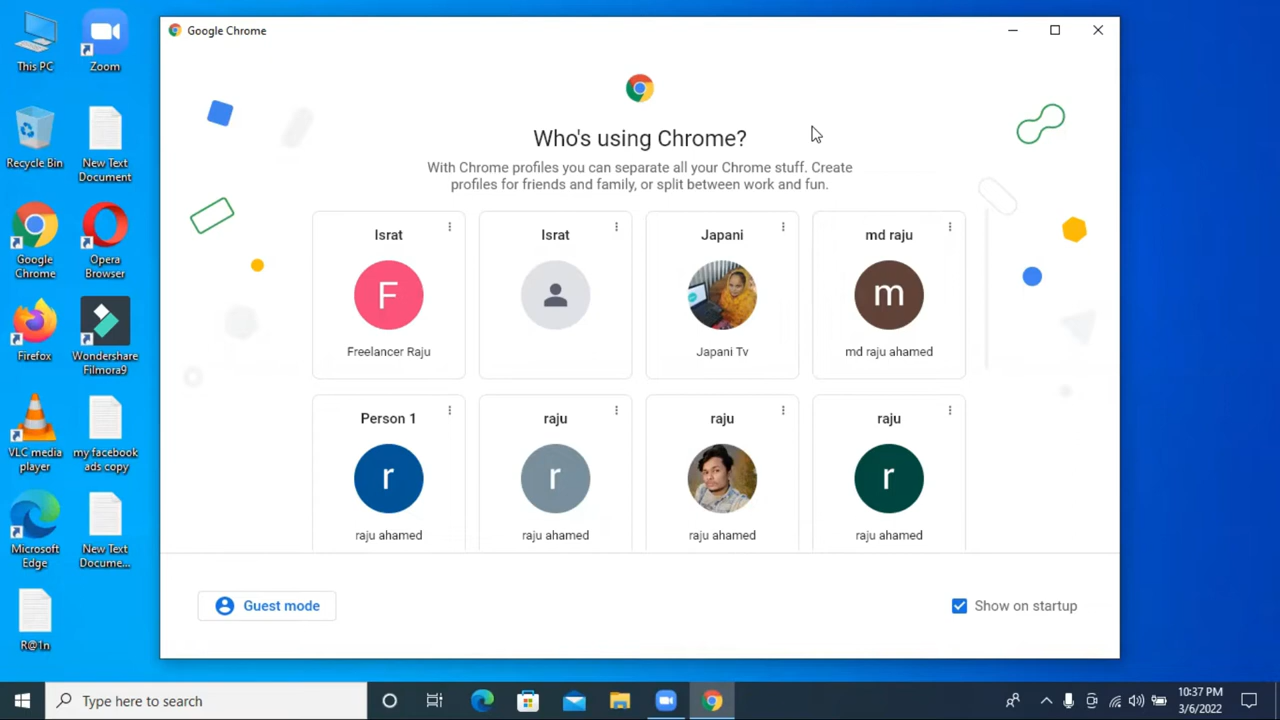 This PC
Zoom
Recycle Bin
New Text
Document
Google
Chrome
Opera
Browser
Firefox
Wondershare
Filmora9
VLC media
player
my facebook
ads copy
Microsoft
Edge
New Text
Docume...
R@1n
Google Chrome
Who's using Chrome?
With Chrome profiles you can separate all your Chrome stuff. Create
profiles for friends and family, or split between work and fun.
Israt
F
Freelancer Raju
Israt
Japani
Japani Tv
md raju
m
md raju ahamed
Person 1
r
raju ahamed
raju
r
raju ahamed
raju
raju ahamed
raju
r
raju ahamed
Guest mode
Show on startup
Type here to search
10:37 PM
3/6/2022